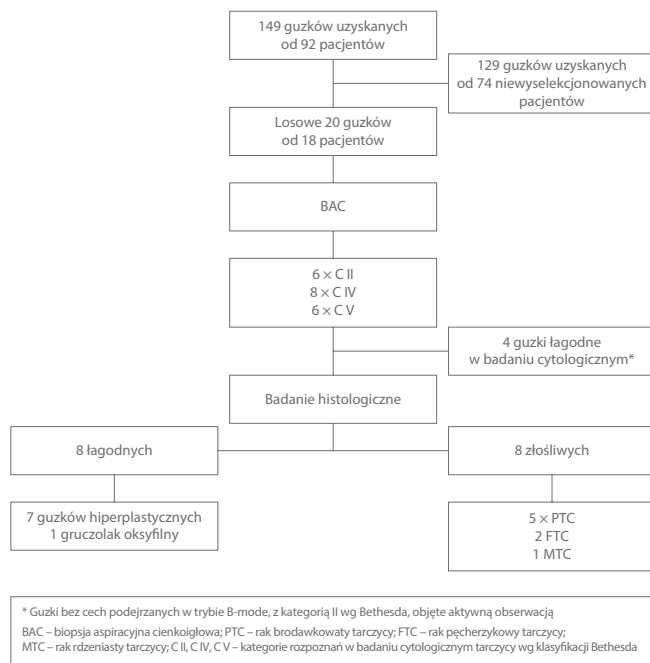 149 guzków uzyskanych
od 92 pacjentów
129 guzków uzyskanych
od 74 niewyselekcjonowanych
pacjentów
Losowe 20 guzków
od 18 pacjentów
BAC
6 × C II
8 × C IV
6 × C V
4 guzki łagodne
w badaniu cytologicznym*
Badanie histologiczne
8 łagodnych
8 złośliwych
7 guzków hiperplastycznych
1 gruczolak oksyfilny
5 × PTC
2 FTC
1 MTC
* Guzki bez cech podejrzanych w trybie B-mode, z kategorią II wg Bethesda, objęte aktywną obserwacją
BAC – biopsja aspiracyjna cienkoigłowa; PTC – rak brodawkowaty tarczycy; FTC – rak pęcherzykowy tarczycy;
MTC – rak rdzeniasty tarczycy; C II, C IV, C V – kategorie rozpoznań w badaniu cytologicznym tarczycy wg klasyfikacji Bethesda